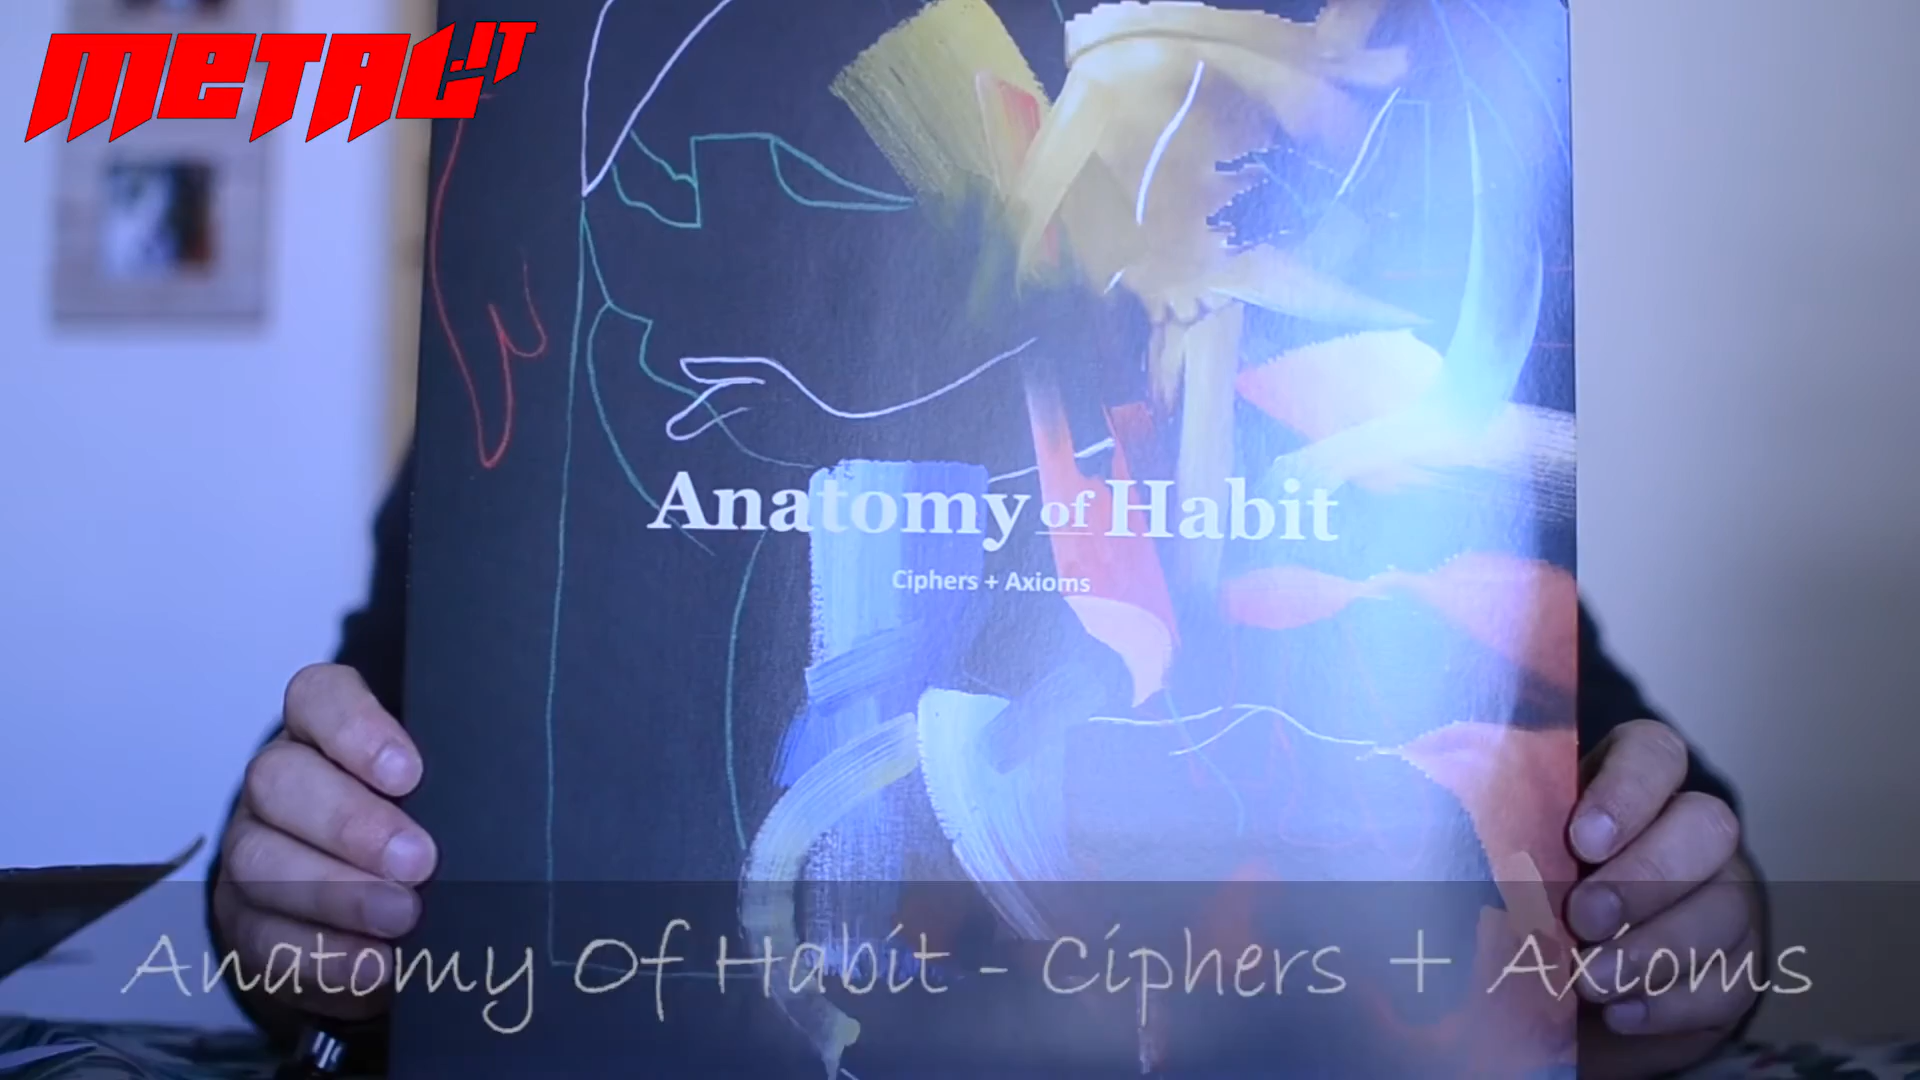 METAL.IT
Anatomy of Habit
Ciphers + Axioms
Anatomy Of Habit - Ciphers + Axioms